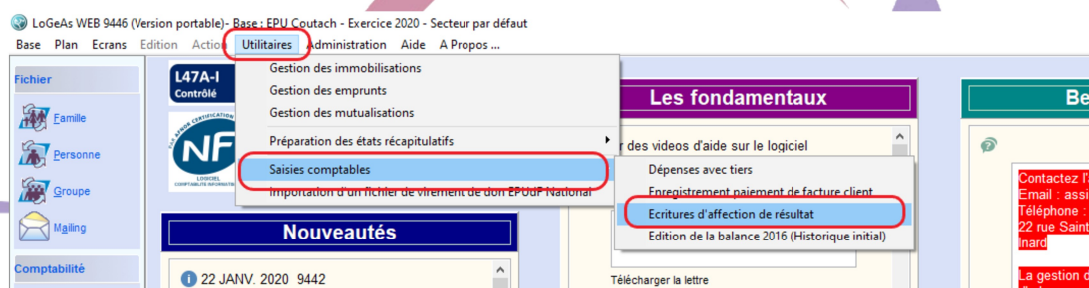 LoGeAs WEB 9446 (Version portable)- Base : EPU Coutach - Exercice 2020 - Secteur par défaut
Base Plan Ecrans Edition Action Utilitaires Administration Aide A Propos ...
Fichier
Famille
Personne
Groupe
Mailing
Comptabilité
L47A-I
Contrôlé
NF
LOGICIEL
Gestion des immobilisations
Gestion des emprunts
Gestion des mutualisations
Préparation des états récapitulatifs
Saisies comptables
Importation d'un fichier de virement de don EPUdF National
Dépenses avec tiers
Enregistrement paiement de facture client
Ecritures d'affection de résultat
Edition de la balance 2016 (Historique initial)
Nouveautés
22 JANV. 2020 9442
Les fondamentaux
des videos d'aide sur le logiciel
Télécharger la lettre
Be
Contactez l'
Email : assi
Téléphone :
22 rue Saint
Inard
La gestion d